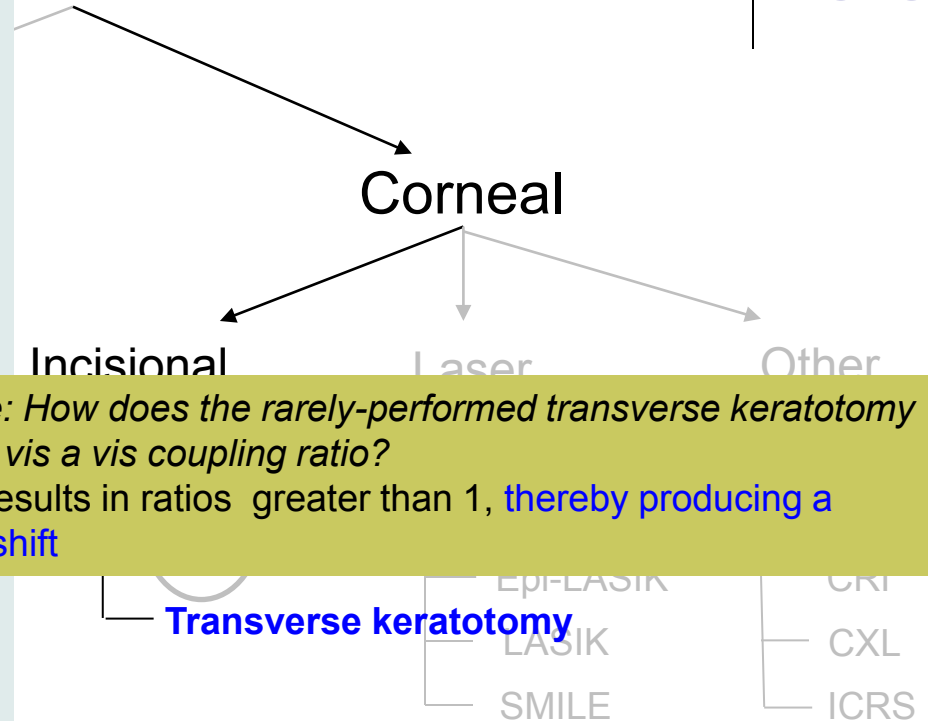 Corneal
Incisional Laser Other
e: How does the rarely-performed transverse keratotomy
vis a vis coupling ratio?
esults in ratios greater than 1, thereby producing a
shift
Epi-LASIK CRI
Transverse keratotomy
LASIK CXL
SMILE ICRS